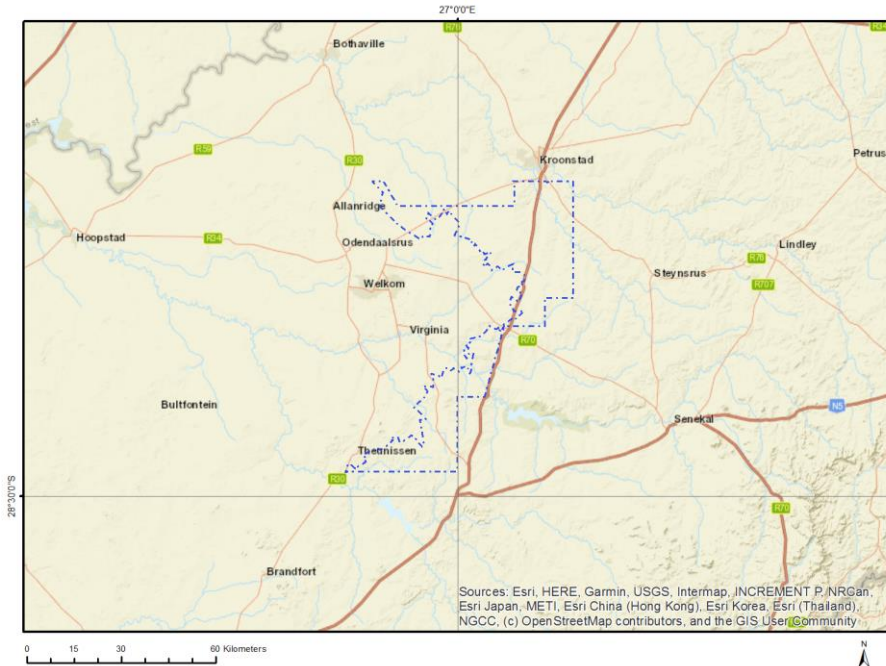 27°0'0"E
R76
R34
Bothaville
R59
R30
Kroonstad
Petrus
Allanridge
Hoopstad
R34
Odendaalsrus
Lindley
R76
Steynsrus
R707
Welkom
Virginia
R70
Bultfontein
N5
Senekal
Theunissen
R30
28°30'0"S
R70
Brandfort
Sources: Esri, HERE, Garmin, USGS, Intermap, INCREMENT P, NRCan,
Esri Japan, METI, Esri China (Hong Kong), Esri Korea, Esri (Thailand),
NGCC, (c) OpenStreetMap contributors, and the GIS User Community
0 15 30 60 Kilometers
N